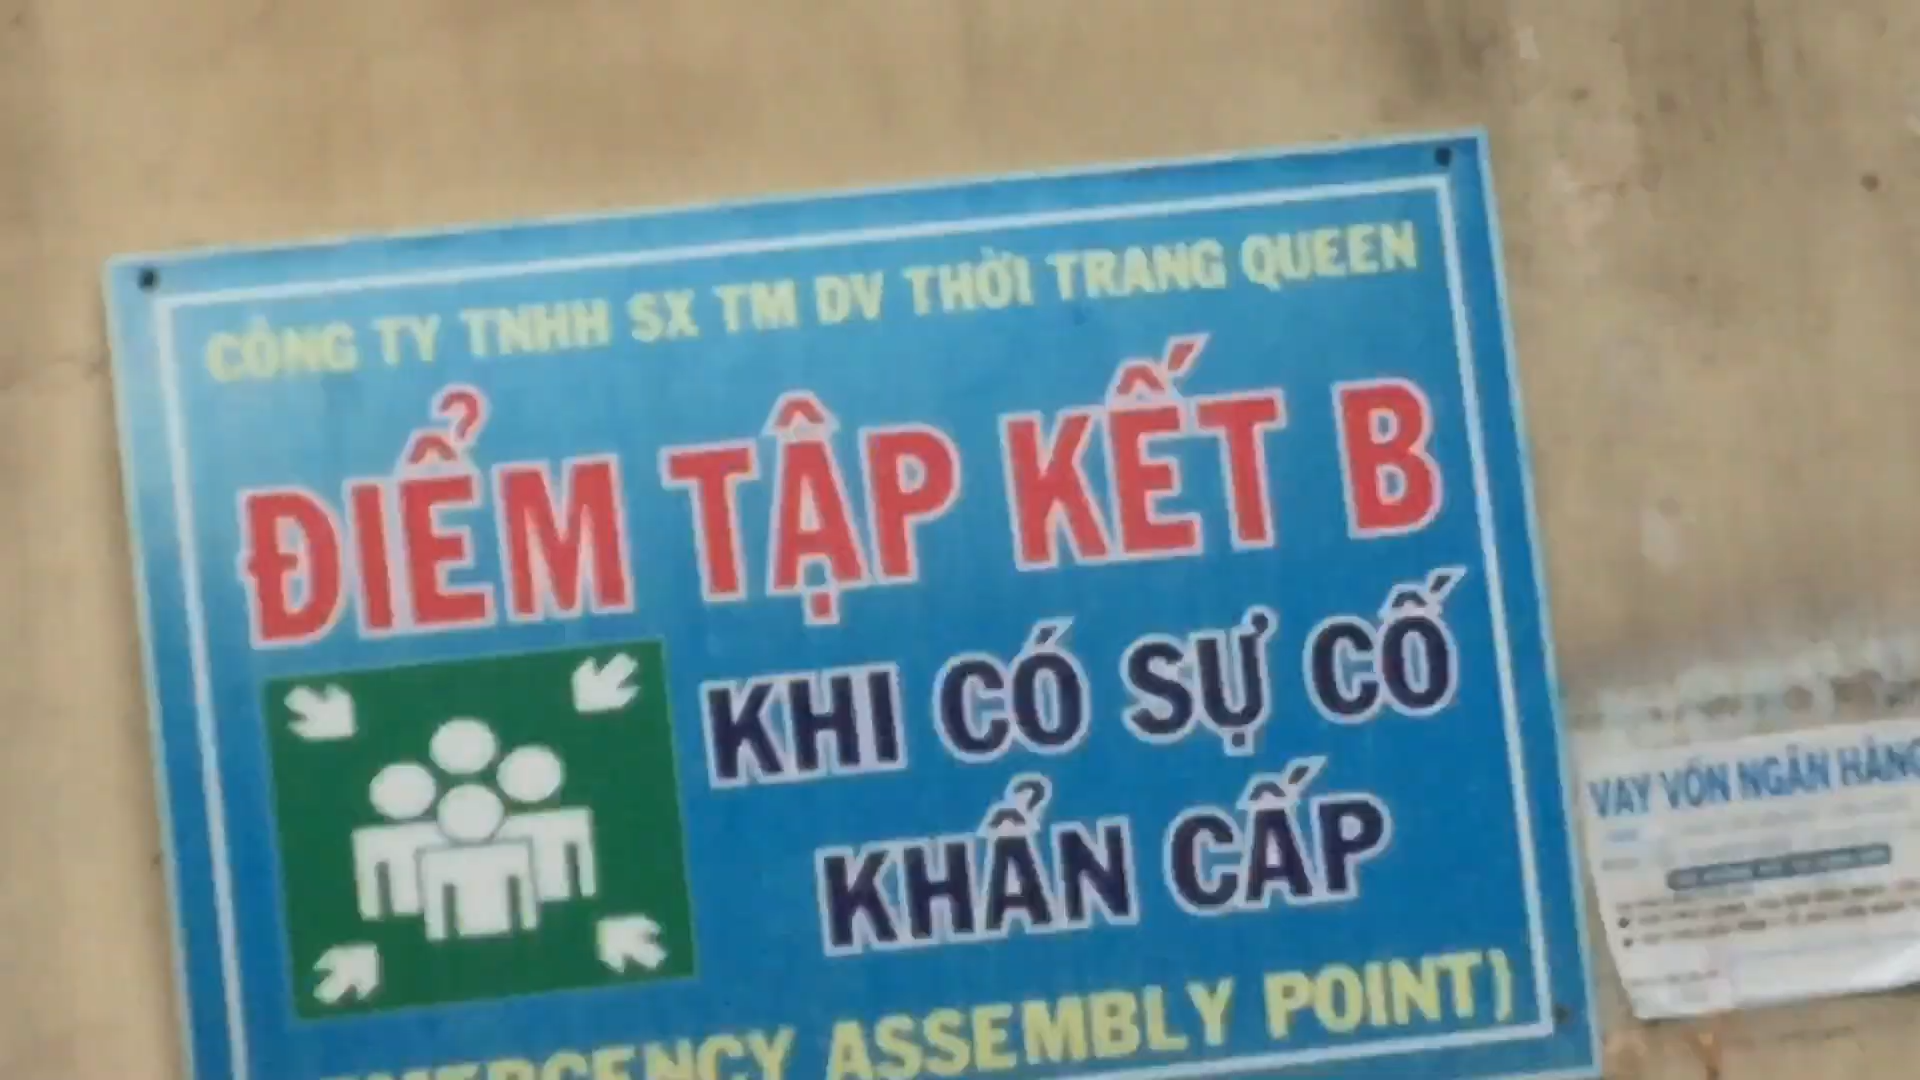 CÔNG TY TNHH SX TM DV THỜI TRANG QUEEN
ĐIỂM TẬP KẾT B
KHI CÓ SỰ CỐ
KHẨN CẤP
EMERGENCY ASSEMBLY POINT)
VAY VỐN NGÂN HÀNG